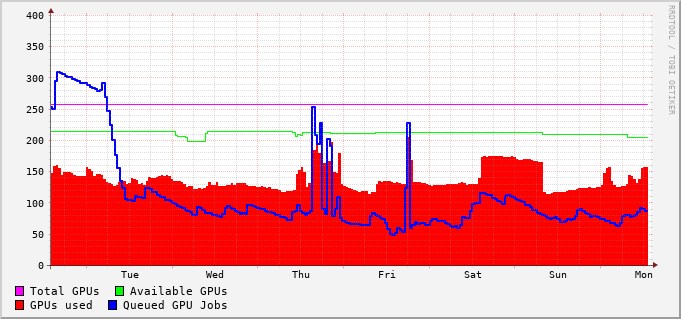 400
350
300
250
200
150
100
50
0
Tue Wed Thu Fri Sat Sun Mon
RRDTOOL / TOBI OETIKER
Total GPUs Available GPUs
GPUs used Queued GPU Jobs